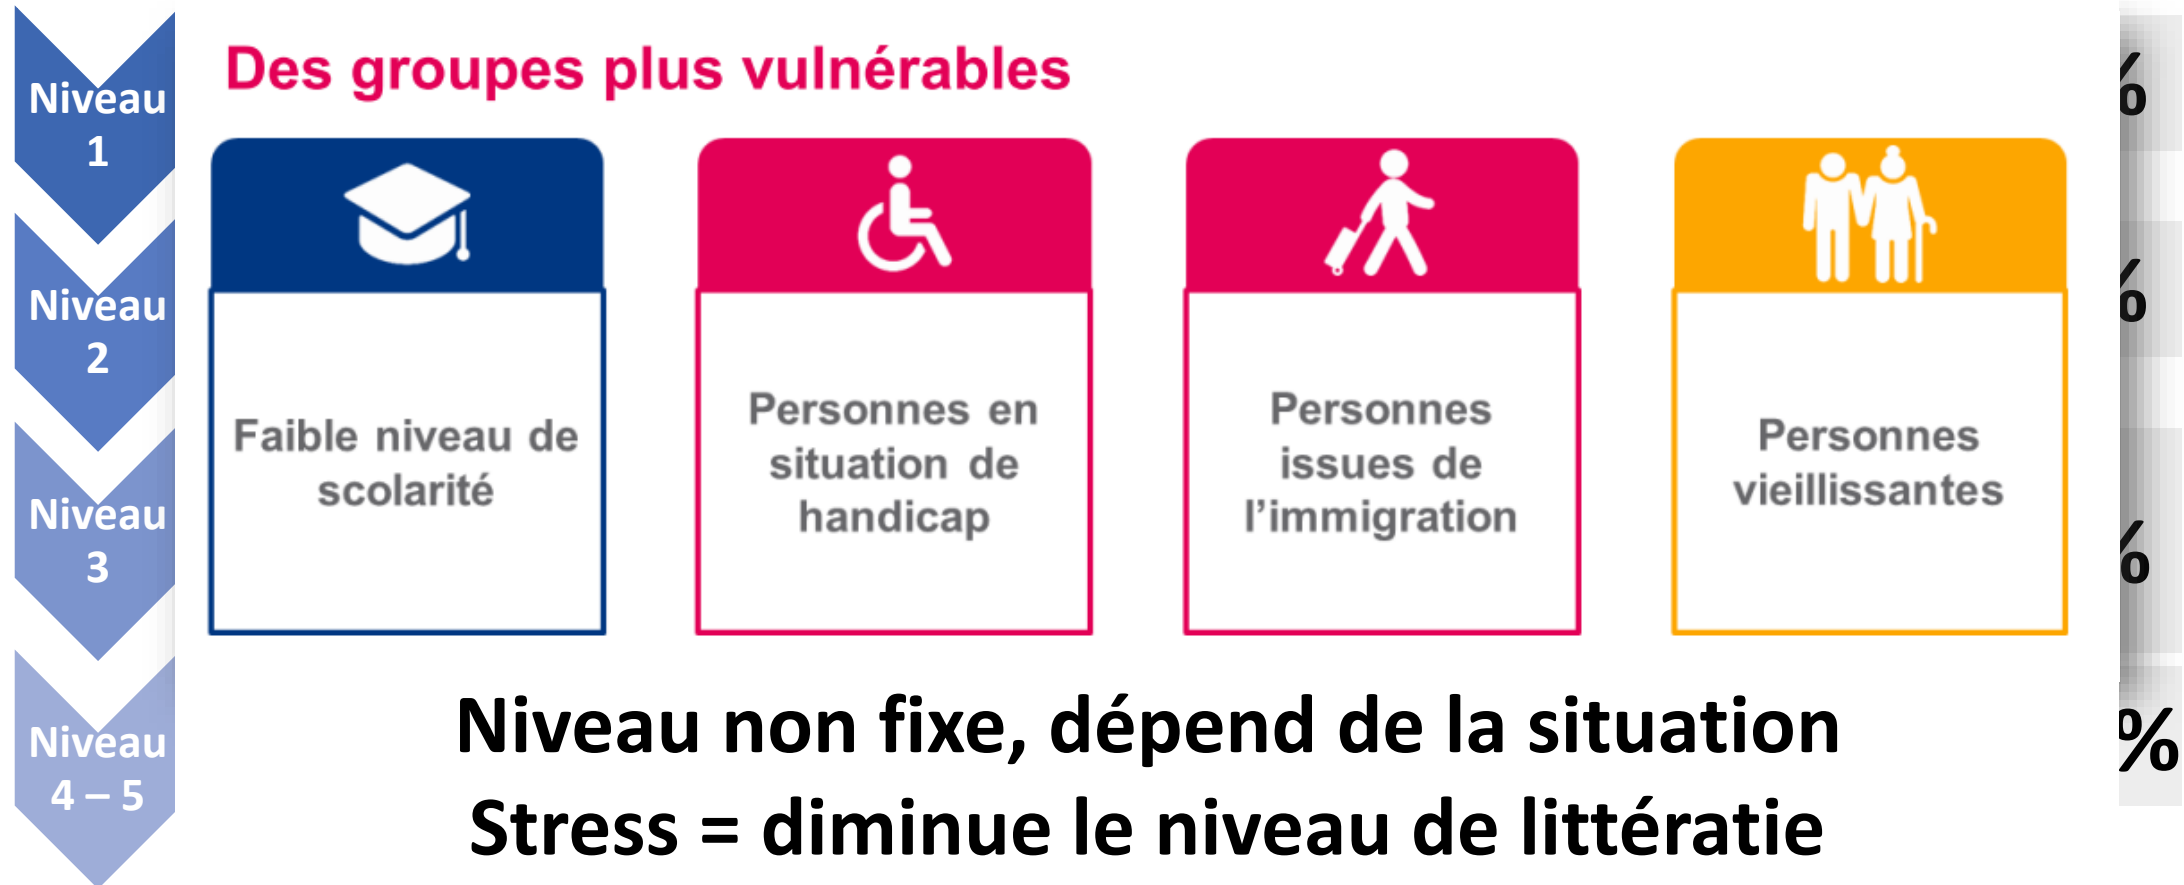 Des groupes plus vulnérables
Niveau
1
Niveau
2
Niveau
3
Niveau
4 – 5
Faible niveau de
scolarité
Personnes en
situation de
handicap
Personnes
issues de
l’immigration
Personnes
vieillissantes
%
%
%
%
Niveau non fixe, dépend de la situation
Stress = diminue le niveau de littératie